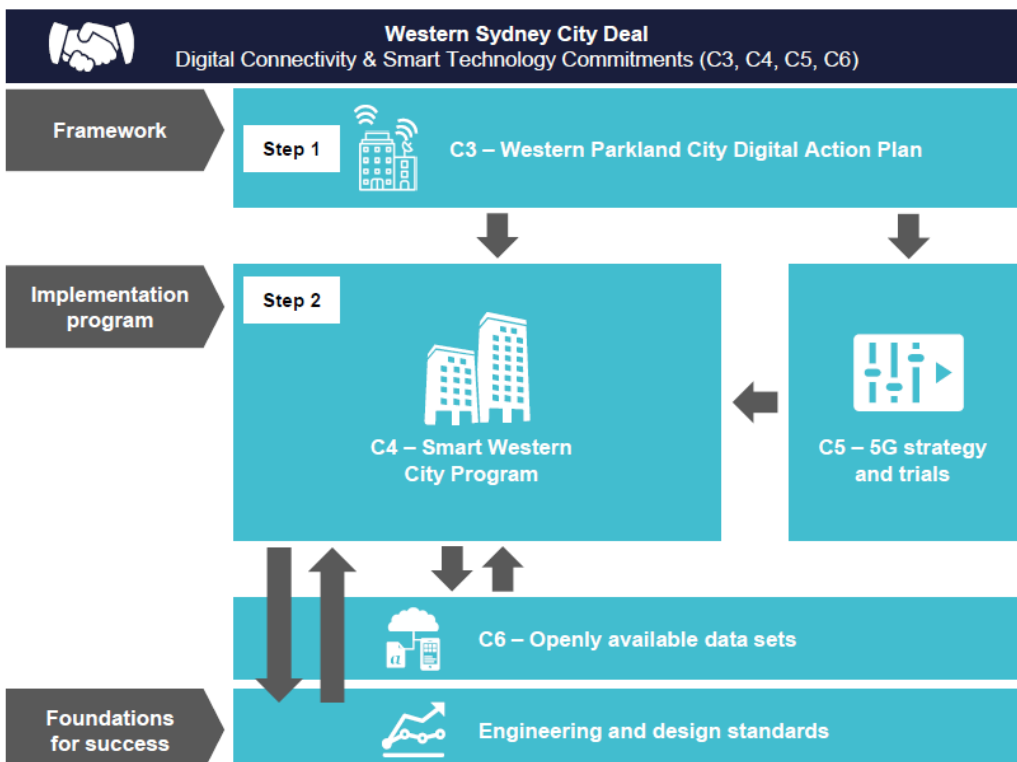 Western Sydney City Deal
Digital Connectivity & Smart Technology Commitments (C3, C4, C5, C6)
Framework
Step 1
C3 – Western Parkland City Digital Action Plan
Implementation
program
Step 2
C4 – Smart Western
City Program
C5 – 5G strategy
and trials
a
C6 – Openly available data sets
Foundations
for success
Engineering and design standards